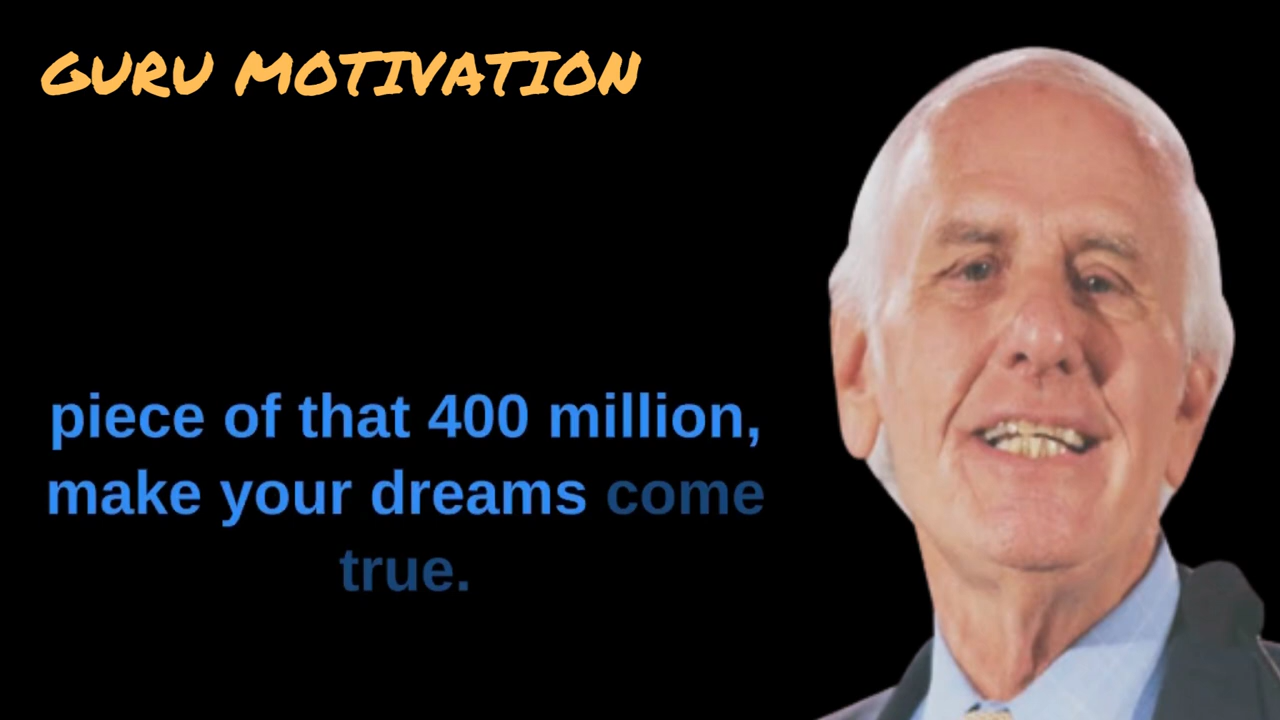 GURU MOTIVATION
piece of that 400 million,
make your dreams come
true.